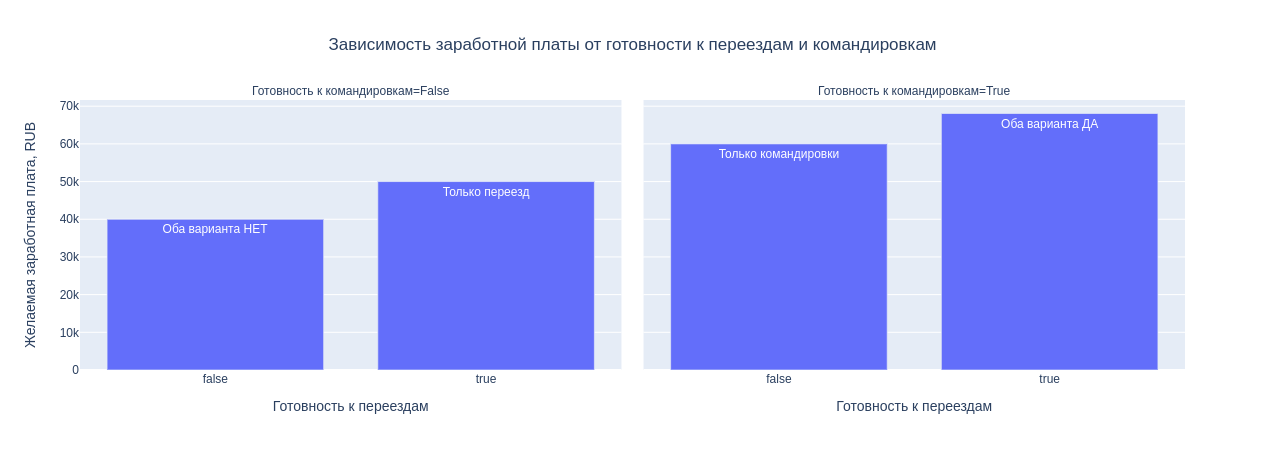 Зависимость заработной платы от готовности к переездам и командировкам
Готовность к командировкам=False
Готовность к командировкам=True
Желаемая заработная плата, RUB
70k
60k
50k
40k
30k
20k
10k
0
Оба варианта НЕТ
Только переезд
Только командировки
Оба варианта ДА
false
true
false
true
Готовность к переездам
Готовность к переездам